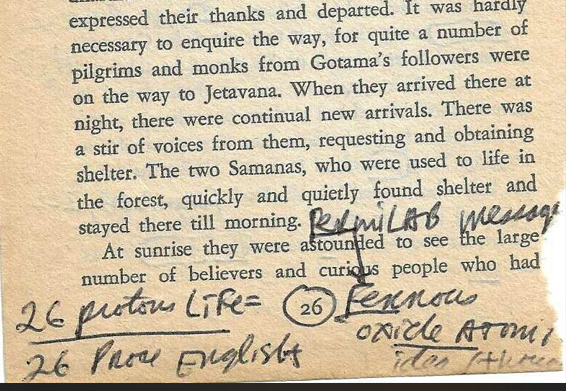 expressed their thanks and departed. It was hardly
necessary to enquire the way, for quite a number of
pilgrims and monks from Gotama's followers were
on the way to Jetavana. When they arrived there at
night, there were continual new arrivals. There was
a stir of voices from them, requesting and obtaining
shelter. The two Samanas, who were used to life in
the forest, quickly and quietly found shelter and
stayed there till morning. FermiLAB message
At sunrise they were astounded to see the large
number of believers and curious people who had
26 protons LiFe= 26 Ferrous
oxide Atomi
26 Prove English